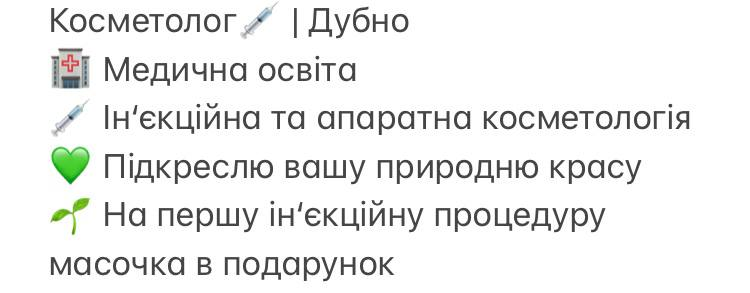 Косметолог💉 | Дубно
🏥 Медична освіта
💉 Ін‘єкційна та апаратна косметологія
💚 Підкреслю вашу природню красу
🌱 На першу ін‘єкційну процедуру
масочка в подарунок